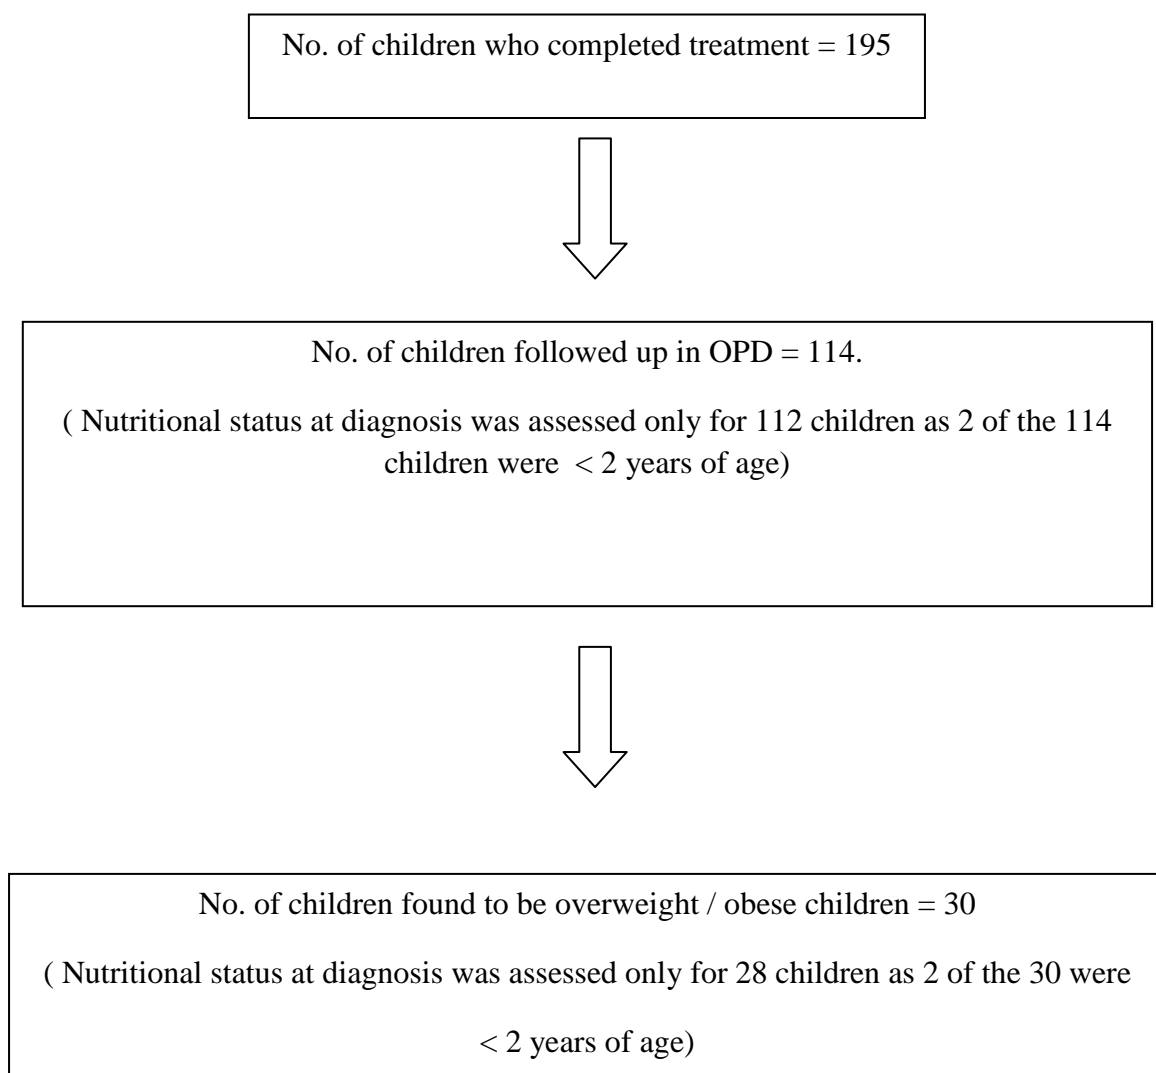 No. of children who completed treatment = 195
No. of children followed up in OPD = 114.
( Nutritional status at diagnosis was assessed only for 112 children as 2 of the 114
children were < 2 years of age)
No. of children found to be overweight / obese children = 30
( Nutritional status at diagnosis was assessed only for 28 children as 2 of the 30 were
< 2 years of age)